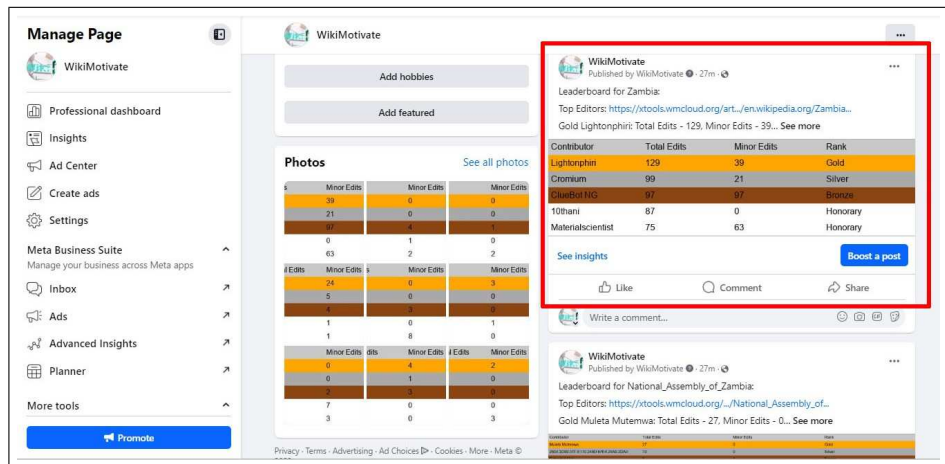 Manage Page
WikiMotivate
Professional dashboard
Insights
Ad Center
Create ads
Settings
Meta Business Suite
Manage your business across Meta apps
Inbox
Ads
Advanced Insights
Planner
More tools
Promote
WikiMotivate
Add hobbies
Add featured
Photos See all photos
s Minor Edits Minor Edits Minor Edits
39 0 0
21 0 0
97 4 1
0 1 0
63 2 2
l Edits Minor Edits s Minor Edits Minor Edits
24 0 3
5 0 0
4 3 0
1 0 1
1 8 0
Minor Edits dits Minor Edits l Edits Minor Edits
0 4 2
0 1 0
2 3 0
7 0 0
3 0 3
Privacy · Terms · Advertising · Ad Choices · Cookies · More · Meta ©
WikiMotivate
Published by WikiMotivate · 27m ·
Leaderboard for Zambia:
Top Editors: https://xtools.wmcloud.org/art.../en.wikipedia.org/Zambia...
Gold Lightonphiri: Total Edits - 129, Minor Edits - 39... See more
Contributor Total Edits Minor Edits Rank
Lightonphiri 129 39 Gold
Cromium 99 21 Silver
ClueBot NG 97 97 Bronze
10thani 87 0 Honorary
Materialscientist 75 63 Honorary
See insights Boost a post
Like Comment Share
Write a comment...
WikiMotivate
Published by WikiMotivate · 27m ·
Leaderboard for National_Assembly_of_Zambia:
Top Editors: https://xtools.wmcloud.org/.../National_Assembly_of...
Gold Muleta Mutemwa: Total Edits - 27, Minor Edits - 0... See more
Contributor Total Edits Minor Edits Rank